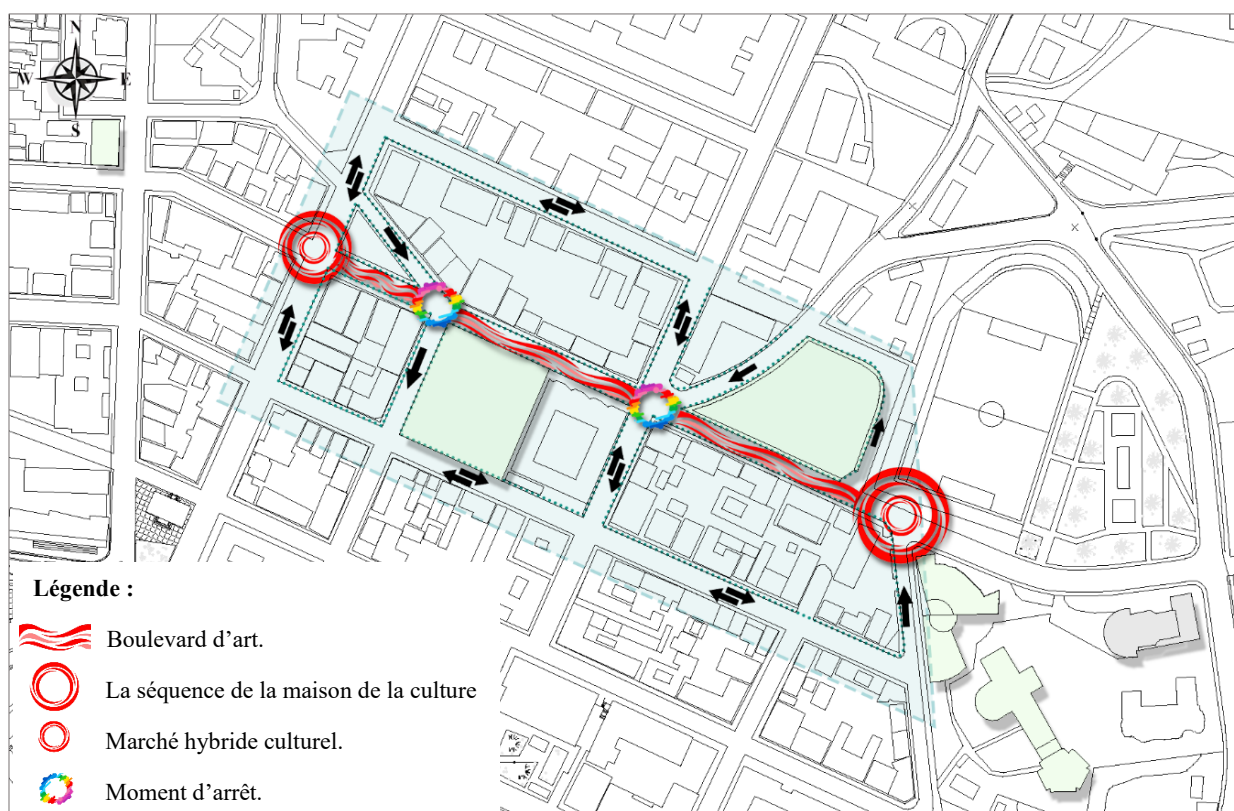 N
W E
S
Légende :
Boulevard d’art.
La séquence de la maison de la culture
Marché hybride culturel.
Moment d’arrêt.